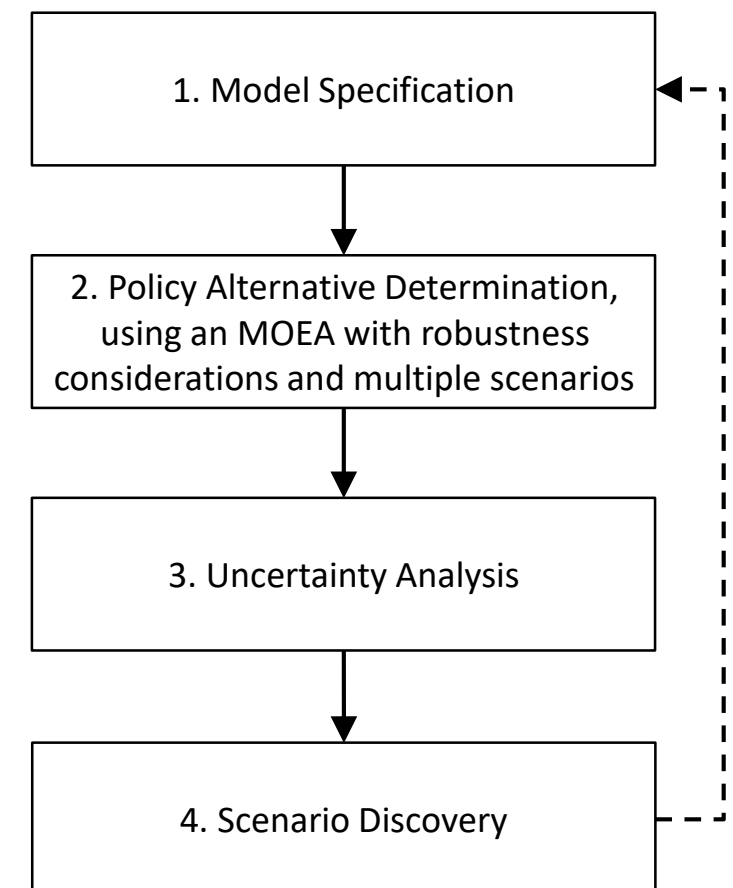 1. Model Specification
2. Policy Alternative Determination,
using an MOEA with robustness
considerations and multiple scenarios
3. Uncertainty Analysis
4. Scenario Discovery